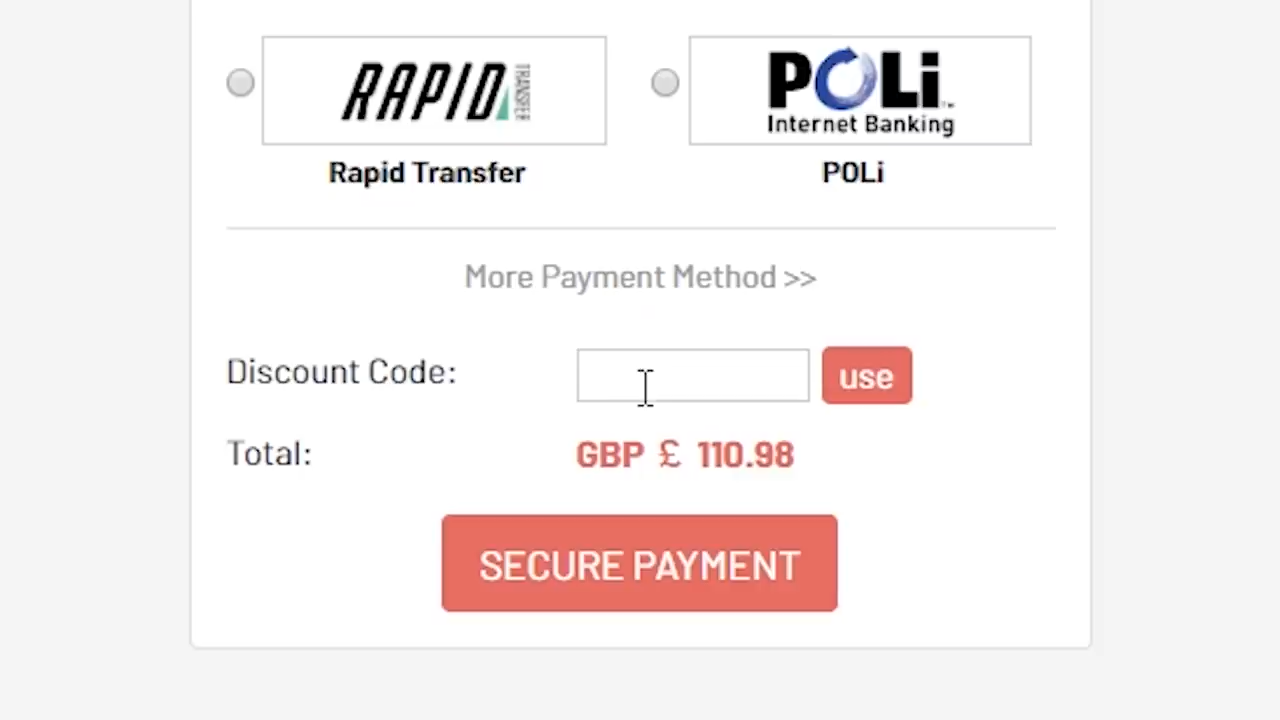 RAPID TRANSFER
POLi™
Internet Banking
Rapid Transfer
POLi
More Payment Method >>
Discount Code:
use
Total:
GBP £ 110.98
SECURE PAYMENT